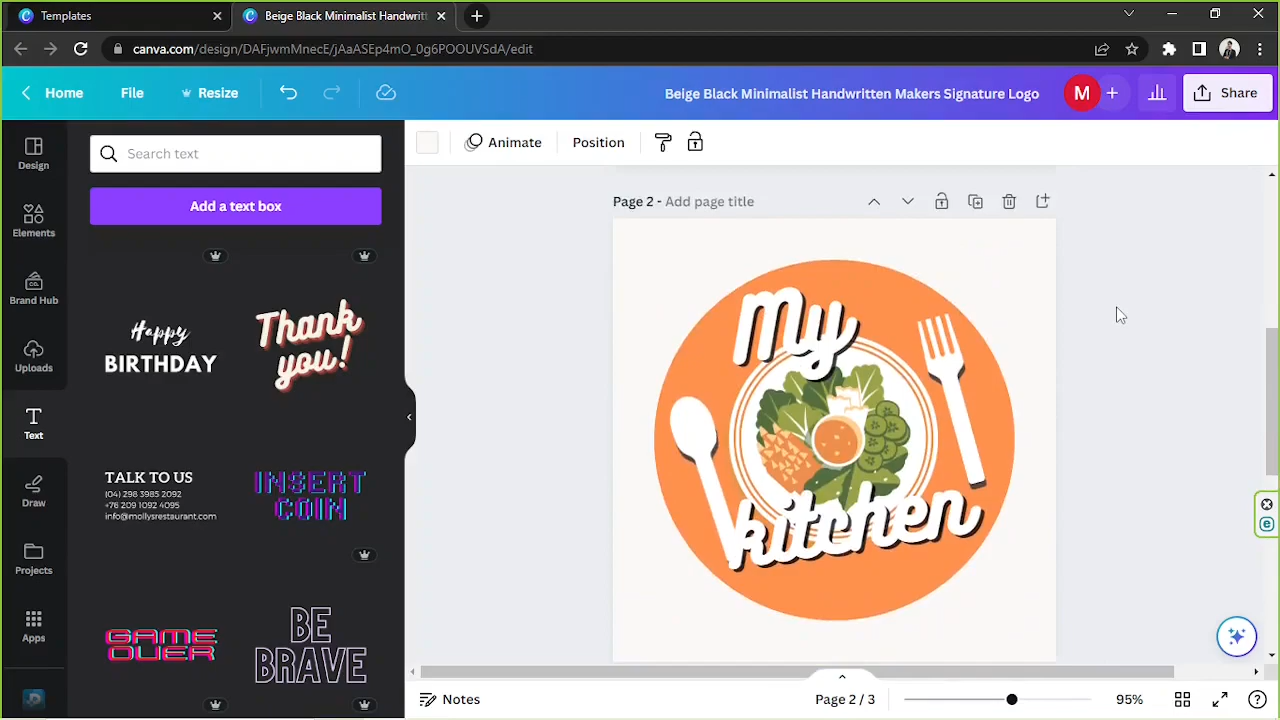 Templates
Beige Black Minimalist Handwritt
canva.com/design/DAFjwmMnecE/jAaASEp4mO_0g6POOUVSdA/edit
Home
File
Resize
Beige Black Minimalist Handwritten Makers Signature Logo
M
Share
Design
Elements
Brand Hub
Uploads
Text
Draw
Projects
Apps
Search text
Add a text box
Happy
BIRTHDAY
Thank
you!
TALK TO US
(04) 298 3985 2092
+76 209 1092 4095
info@mollysrestaurant.com
INSERT
COIN
GAME
OVER
BE
BRAVE
Animate
Position
Page 2 - Add page title
My
kitchen
Notes
Page 2 / 3
95%